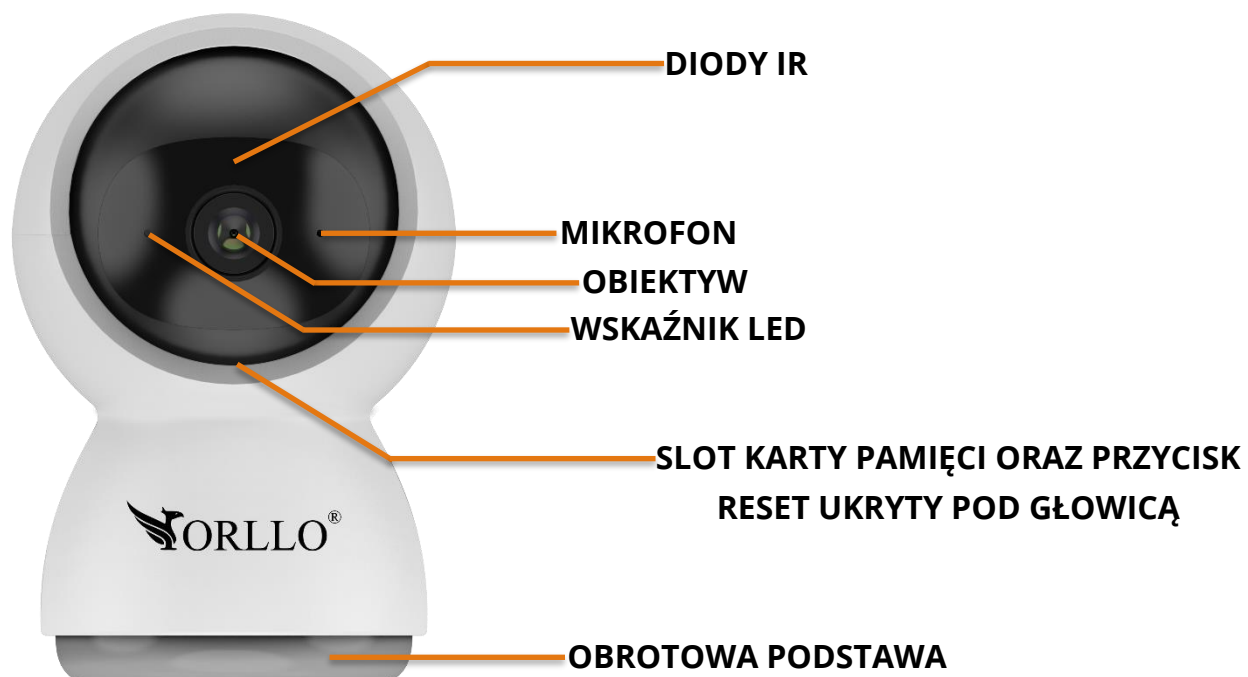 DIODY IR
MIKROFON
OBIEKTYW
WSKAŹNIK LED
SLOT KARTY PAMIĘCI ORAZ PRZYCISK
RESET UKRYTY POD GŁOWICĄ
ORLLO®
OBROTOWA PODSTAWA